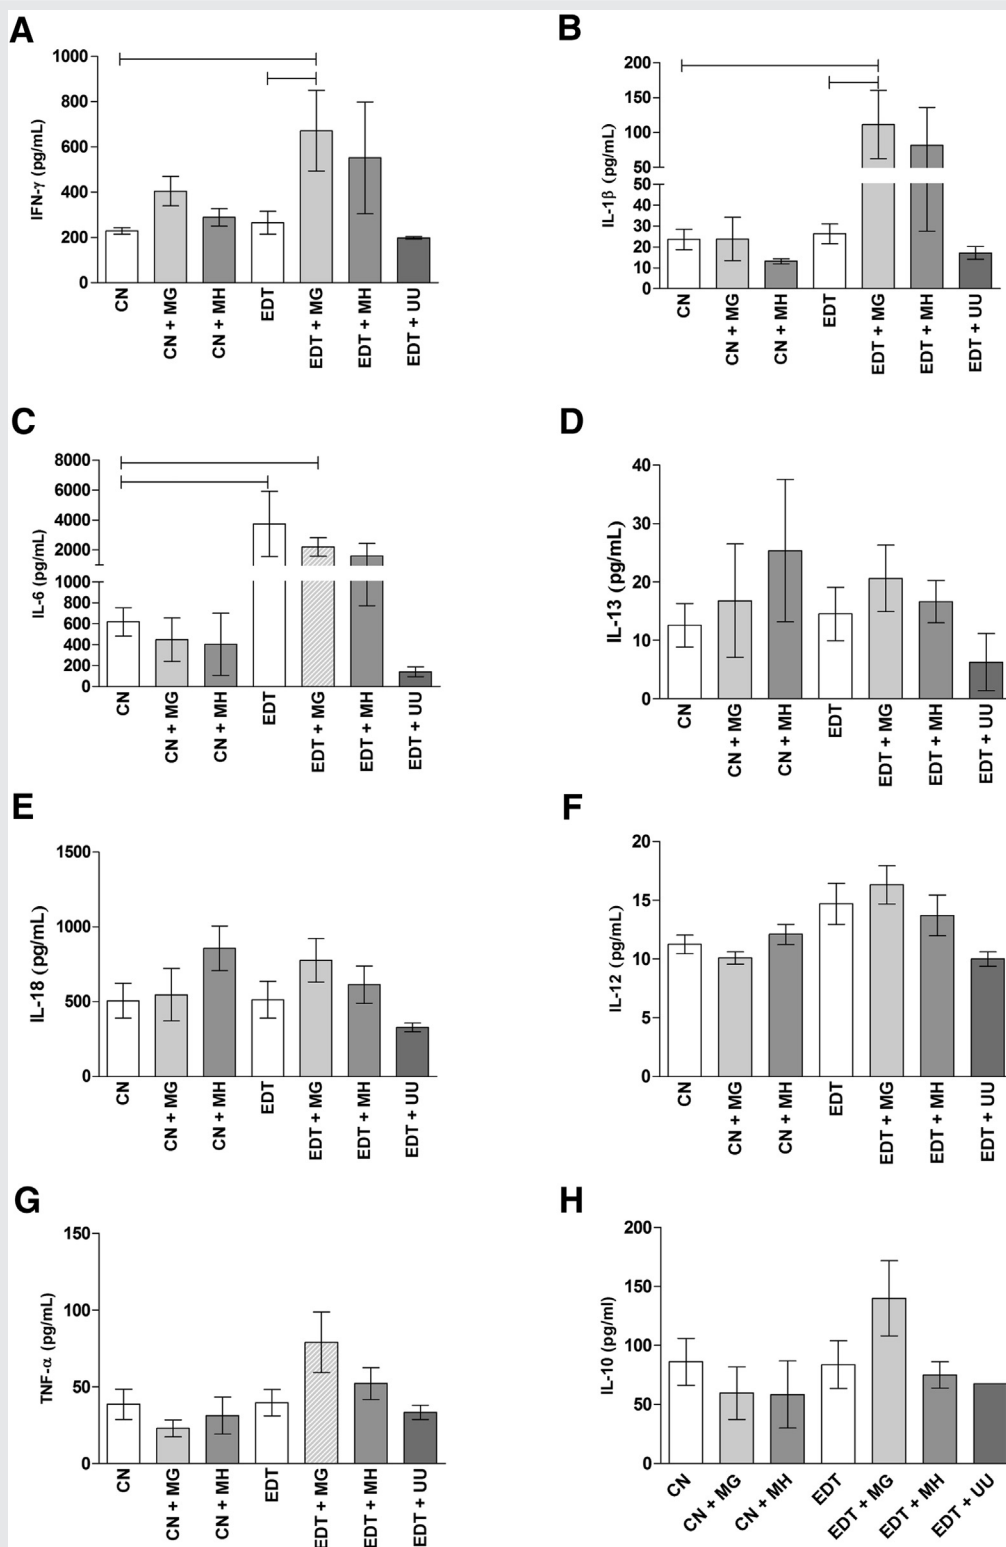 A
IFN-γ (pg/mL)
1000
800
600
400
200
0
CN
CN + MG
CN + MH
EDT
EDT + MG
EDT + MH
EDT + UU
B
IL-1β (pg/mL)
200
150
100
50
50
40
30
20
10
0
CN
CN + MG
CN + MH
EDT
EDT + MG
EDT + MH
EDT + UU
C
IL-6 (pg/mL)
8000
6000
4000
2000
1000
800
600
400
200
0
CN
CN + MG
CN + MH
EDT
EDT + MG
EDT + MH
EDT + UU
D
IL-13 (pg/mL)
40
30
20
10
0
CN
CN + MG
CN + MH
EDT
EDT + MG
EDT + MH
EDT + UU
E
IL-18 (pg/mL)
1500
1000
500
0
CN
CN + MG
CN + MH
EDT
EDT + MG
EDT + MH
EDT + UU
F
IL-12 (pg/mL)
20
15
10
5
0
CN
CN + MG
CN + MH
EDT
EDT + MG
EDT + MH
EDT + UU
G
TNF-α (pg/mL)
150
100
50
0
CN
CN + MG
CN + MH
EDT
EDT + MG
EDT + MH
EDT + UU
H
IL-10 (pg/ml)
200
150
100
50
0
CN
CN + MG
CN + MH
EDT
EDT + MG
EDT + MH
EDT + UU